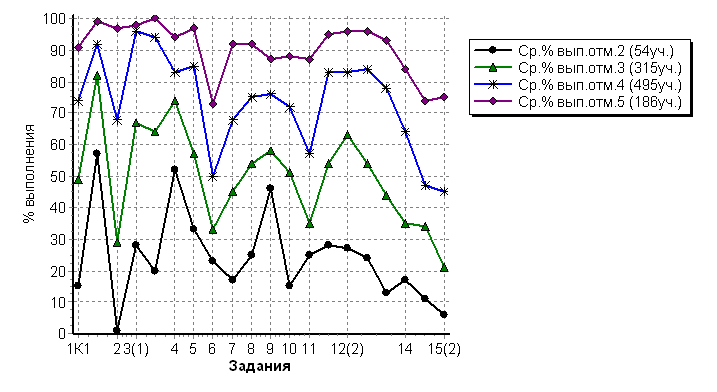 % выполнения
100
90
80
70
60
50
40
30
20
10
0
1К1 2 3(1) 4 5 6 7 8 9 10 11 12(2) 14 15(2)
Задания
Ср.% вып.отм.2 (54уч.)
Ср.% вып.отм.3 (315уч.)
Ср.% вып.отм.4 (495уч.)
Ср.% вып.отм.5 (186уч.)